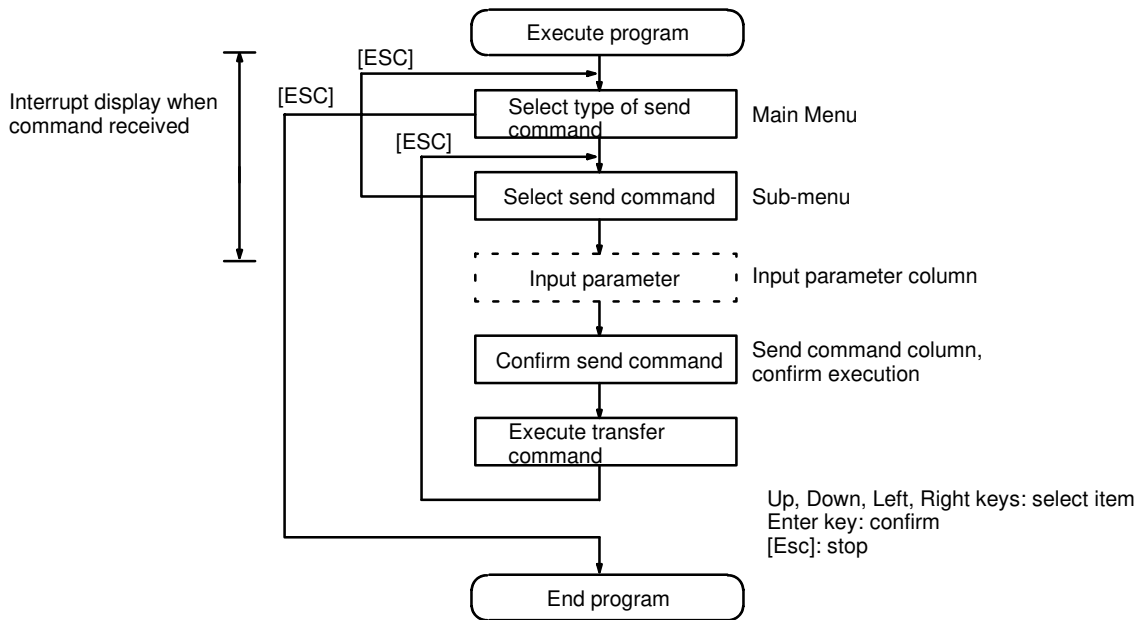 Execute program
[ESC]
Interrupt display when
command received
[ESC]
Select type of send
command
Main Menu
[ESC]
Select send command
Sub-menu
Input parameter
Input parameter column
Confirm send command
Send command column,
confirm execution
Execute transfer
command
Up, Down, Left, Right keys: select item
Enter key: confirm
[Esc]: stop
End program